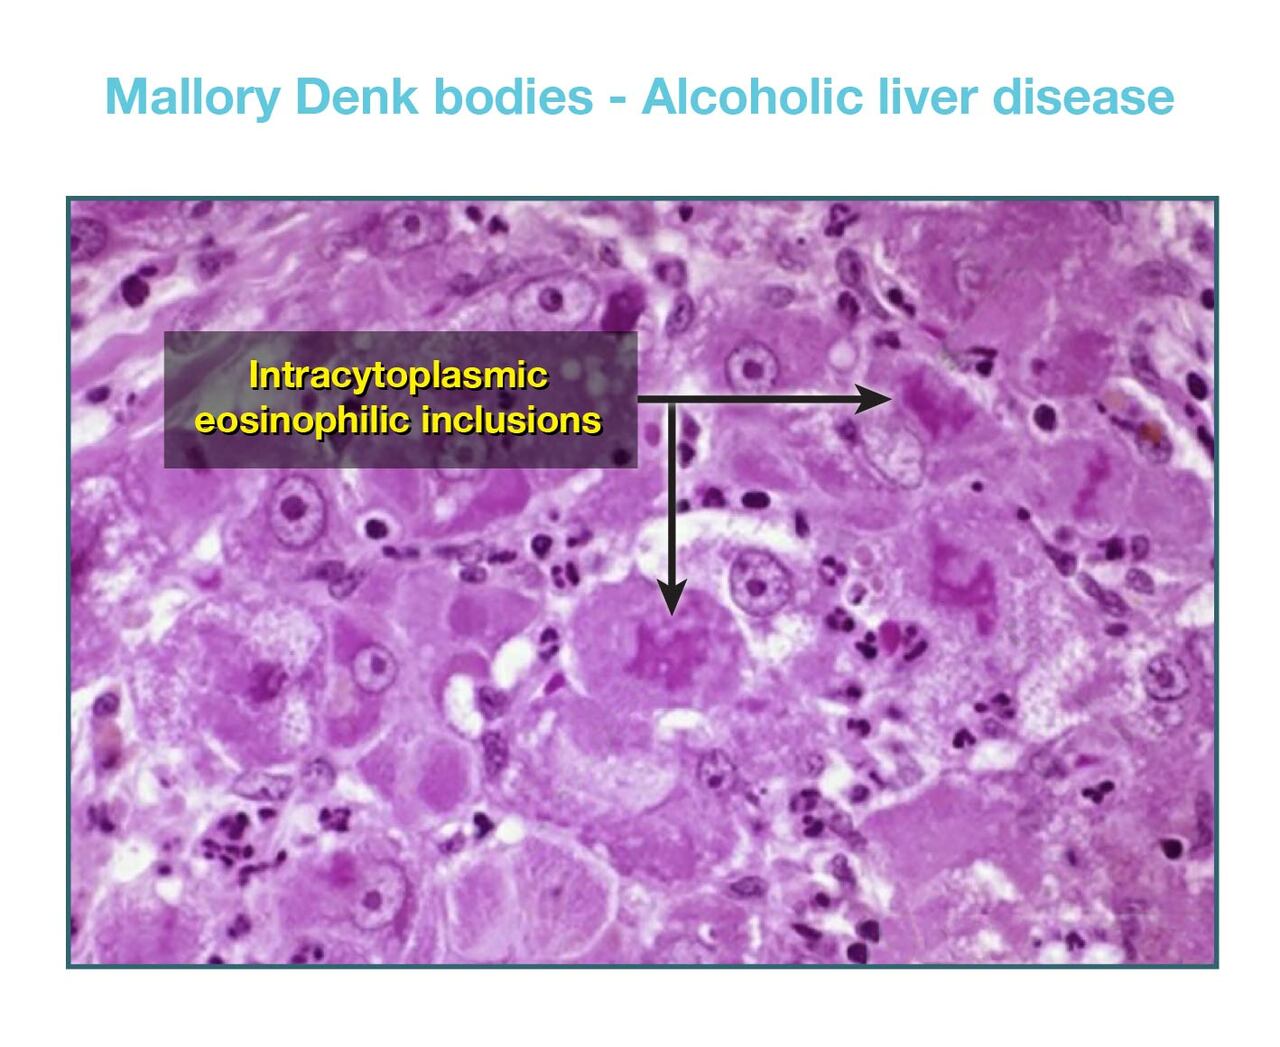 Mallory Denk bodies - Alcoholic liver disease
Intracytoplasmic
eosinophilic inclusions